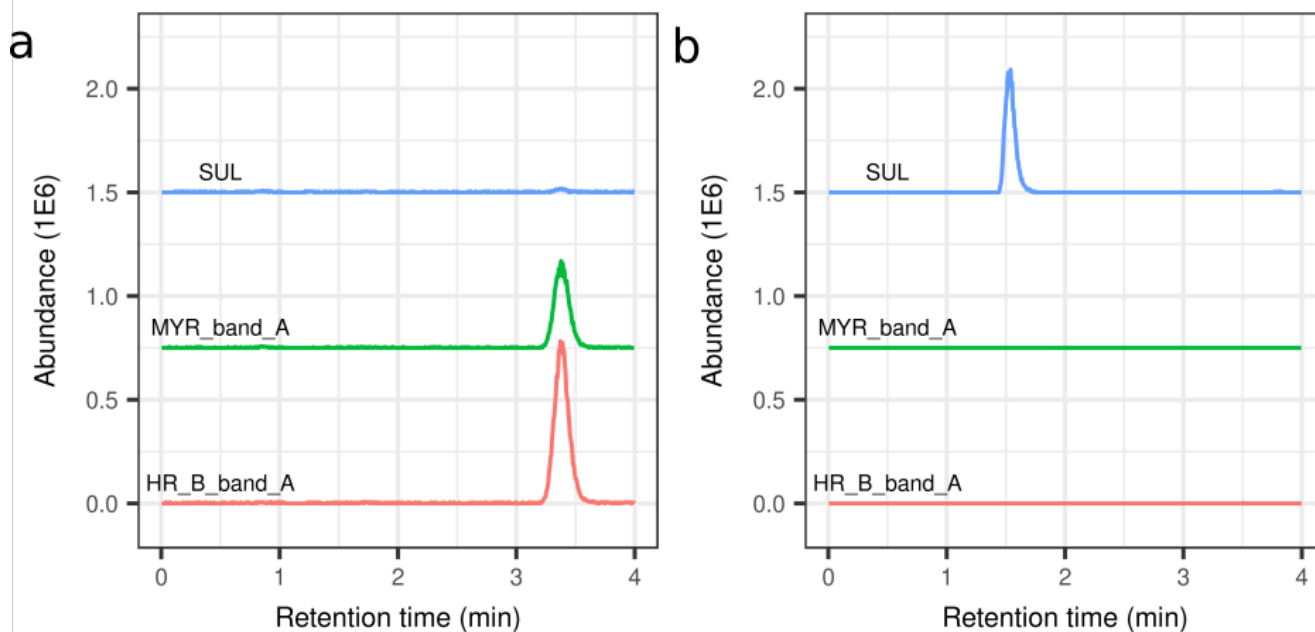 a
2.0
1.5
1.0
0.5
0.0
Abundance (1E6)
SUL
MYR_band_A
HR_B_band_A
0 1 2 3 4
Retention time (min)
b
2.0
1.5
1.0
0.5
0.0
Abundance (1E6)
SUL
MYR_band_A
HR_B_band_A
0 1 2 3 4
Retention time (min)